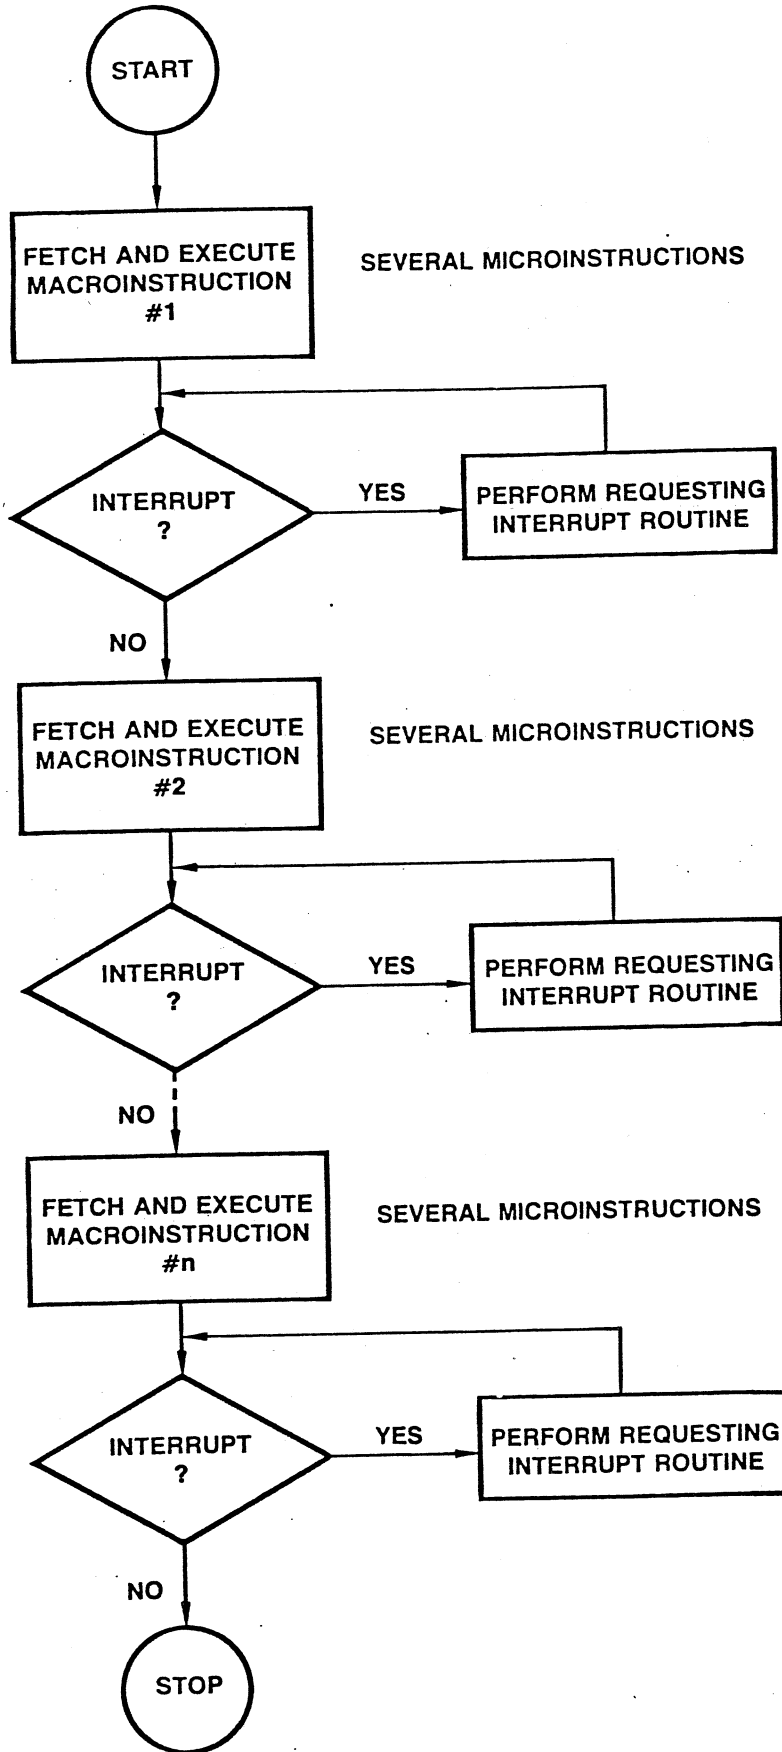 START
FETCH AND EXECUTE
MACROINSTRUCTION
#1
SEVERAL MICROINSTRUCTIONS
INTERRUPT
?
YES
PERFORM REQUESTING
INTERRUPT ROUTINE
NO
FETCH AND EXECUTE
MACROINSTRUCTION
#2
SEVERAL MICROINSTRUCTIONS
INTERRUPT
?
YES
PERFORM REQUESTING
INTERRUPT ROUTINE
NO
FETCH AND EXECUTE
MACROINSTRUCTION
#n
SEVERAL MICROINSTRUCTIONS
INTERRUPT
?
YES
PERFORM REQUESTING
INTERRUPT ROUTINE
NO
STOP